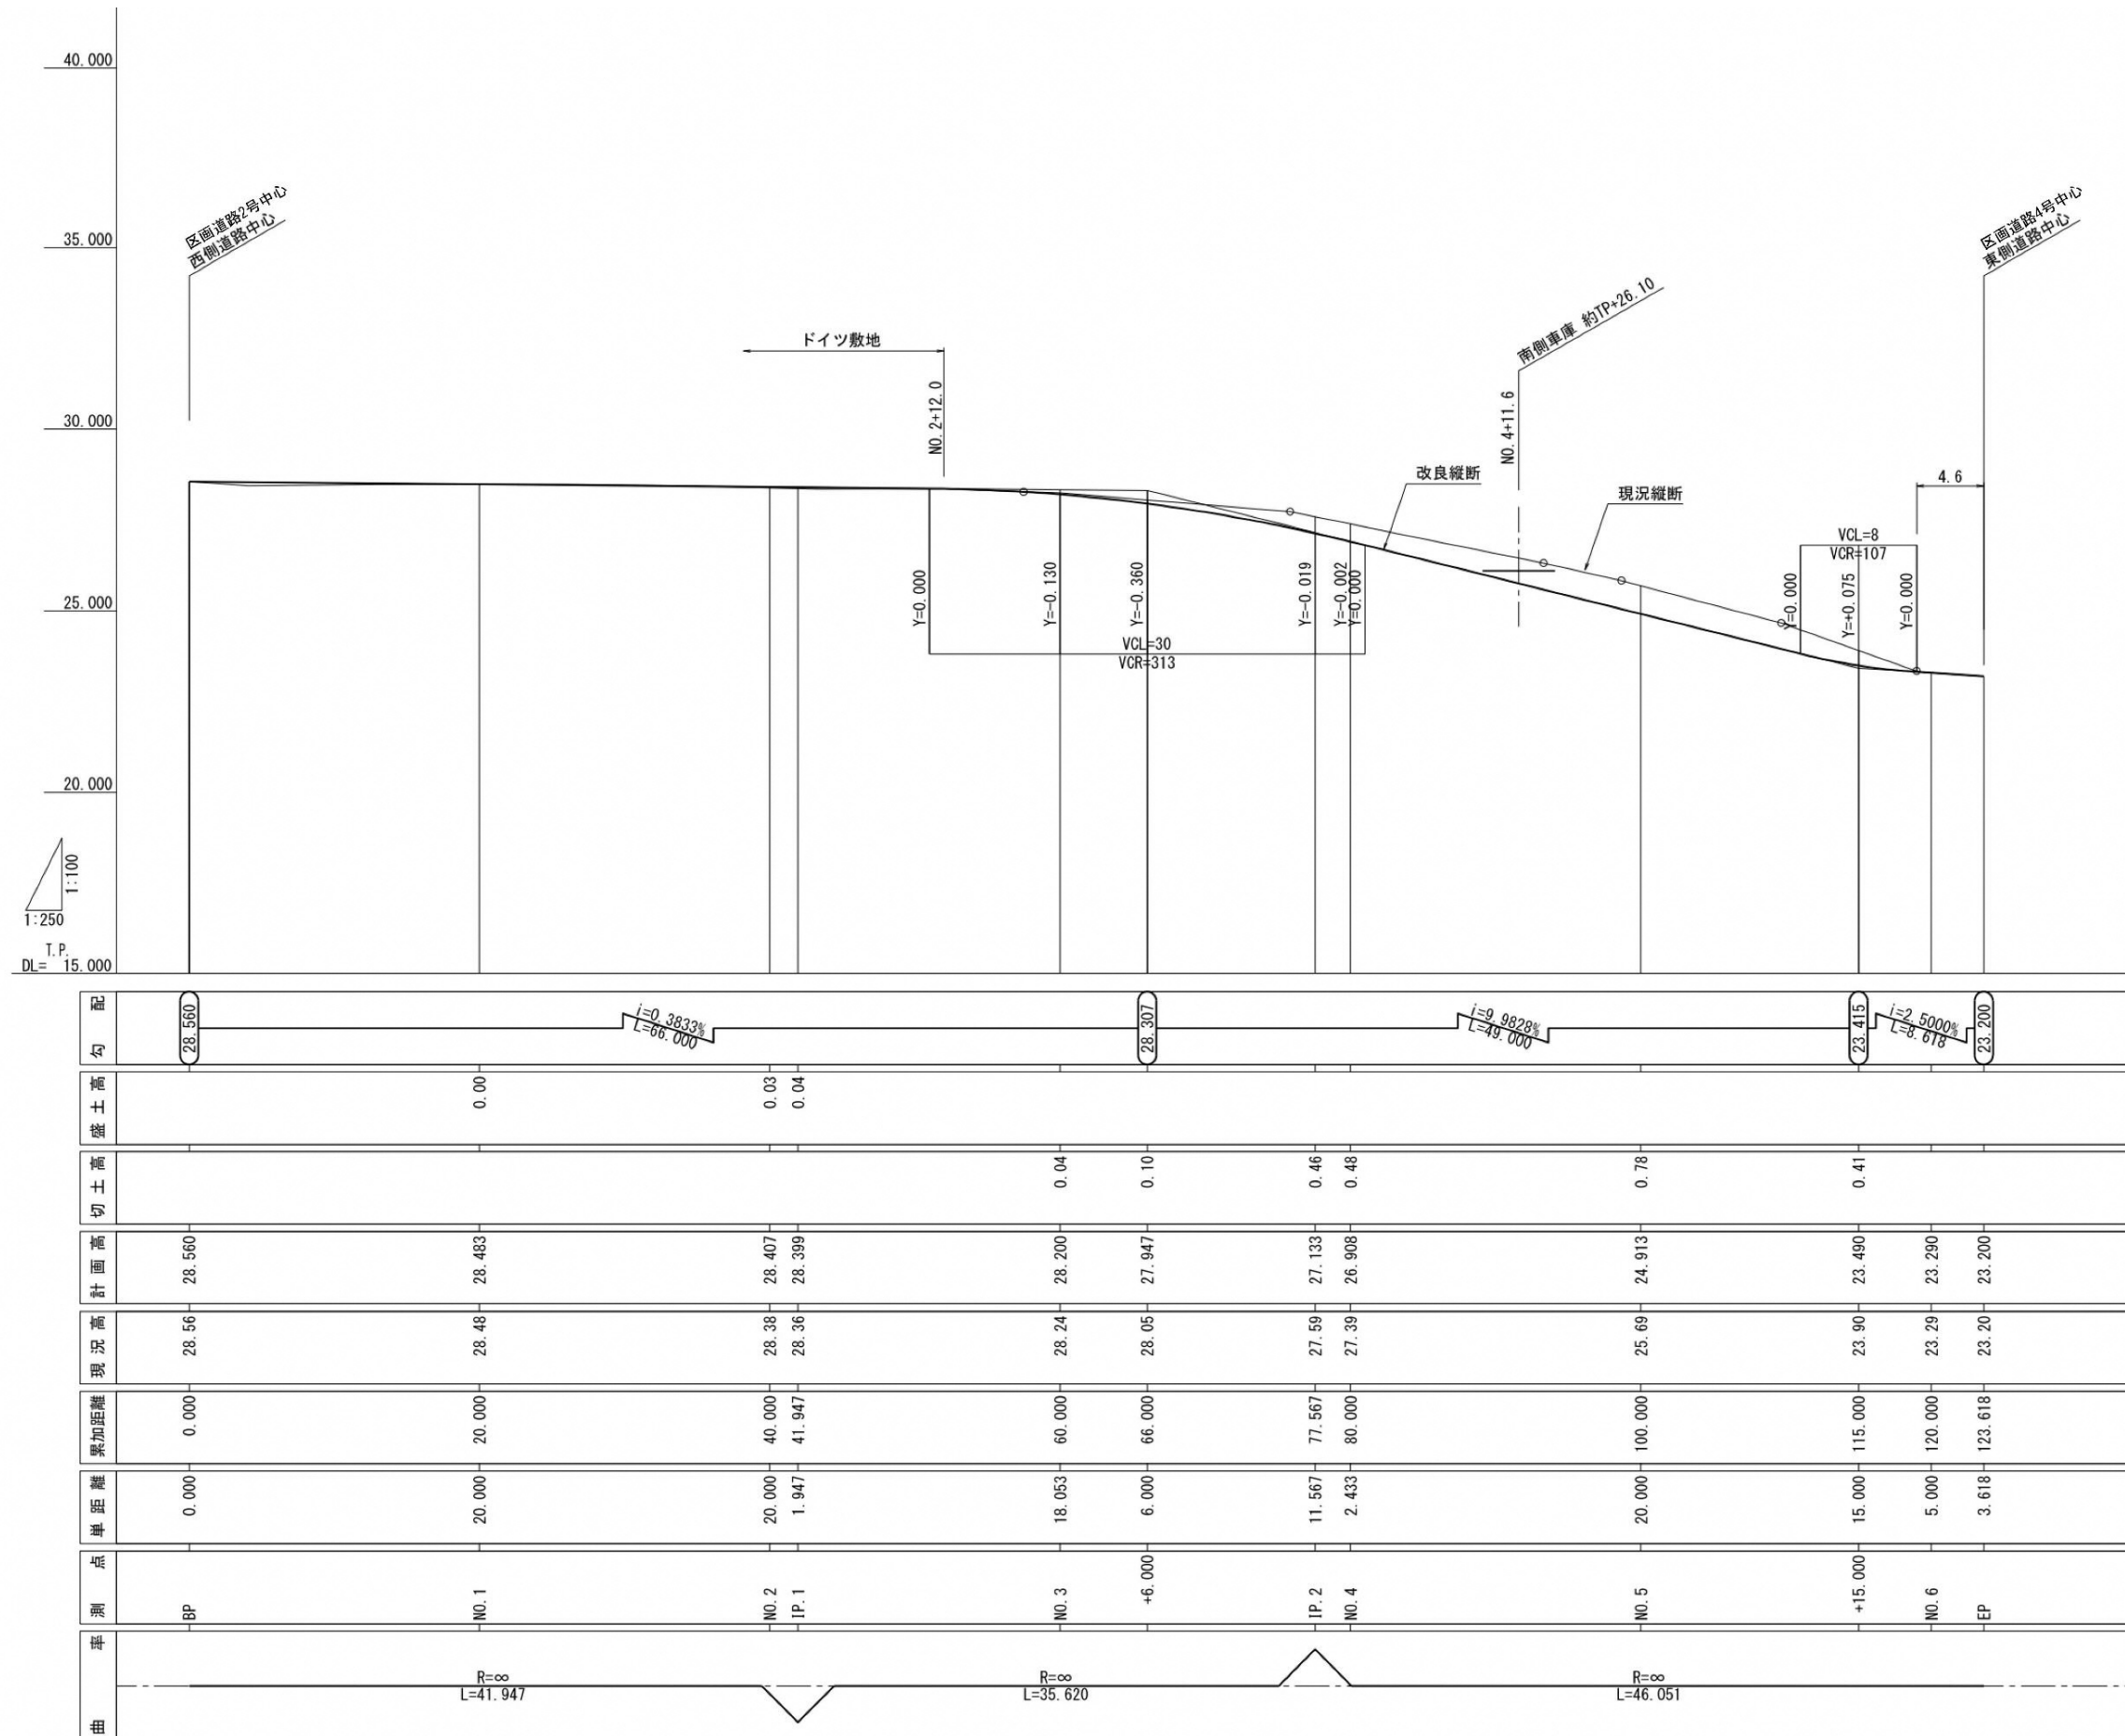 40.000
35.000
30.000
25.000
20.000
1:100
1:250
T.P.
DL= 15.000
区画道路2号中心
西側道路中心
ドイツ敷地
NO.2+12.0
南側車庫 約TP+26.10
NO.4+11.6
改良縦断
現況縦断
区画道路4号中心
東側道路中心
4.6
Y=0.000
Y=-0.130
Y=-0.360
Y=-0.019
Y=-0.002
Y=0.000
VCL=30
VCR=313
VCL=8
VCR=107
Y=0.000
Y=+0.075
Y=0.000
勾配
28.560
i=0.3833%
L=66.000
28.307
i=9.9828%
L=49.000
23.415
i=2.5000%
L=8.618
23.200
盛土高
0.00 0.03 0.04
切土高
0.04 0.10 0.46 0.48 0.78 0.41
計画高
28.560 28.483 28.407 28.399 28.200 27.947 27.133 26.908 24.913 23.490 23.290 23.200
現況高
28.56 28.48 28.38 28.36 28.24 28.05 27.59 27.39 25.69 23.90 23.29 23.20
累加距離
0.000 20.000 40.000 41.947 60.000 66.000 77.567 80.000 100.000 115.000 120.000 123.618
単距離
0.000 20.000 20.000 1.947 18.053 6.000 11.567 2.433 20.000 15.000 5.000 3.618
測点
BP NO.1 NO.2 IP.1 NO.3 +6.000 IP.2 NO.4 NO.5 +15.000 NO.6 EP
曲率
R=∞
L=41.947
R=∞
L=35.620
R=∞
L=46.051